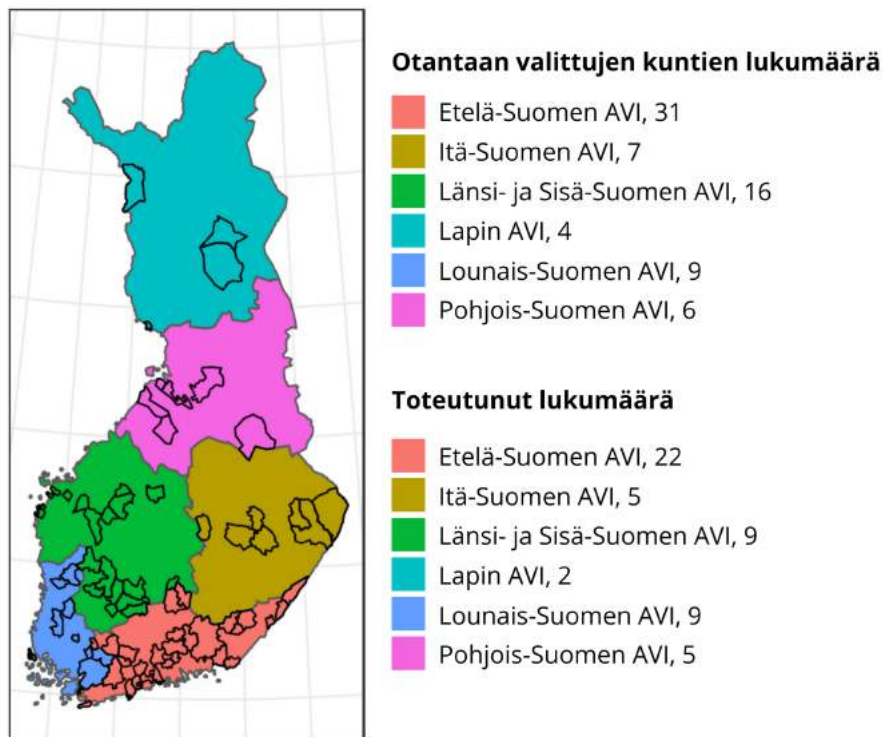 Otantaan valittujen kuntien lukumäärä
Etelä-Suomen AVI, 31
Itä-Suomen AVI, 7
Länsi- ja Sisä-Suomen AVI, 16
Lapin AVI, 4
Lounais-Suomen AVI, 9
Pohjois-Suomen AVI, 6
Toteutunut lukumäärä
Etelä-Suomen AVI, 22
Itä-Suomen AVI, 5
Länsi- ja Sisä-Suomen AVI, 9
Lapin AVI, 2
Lounais-Suomen AVI, 9
Pohjois-Suomen AVI, 5